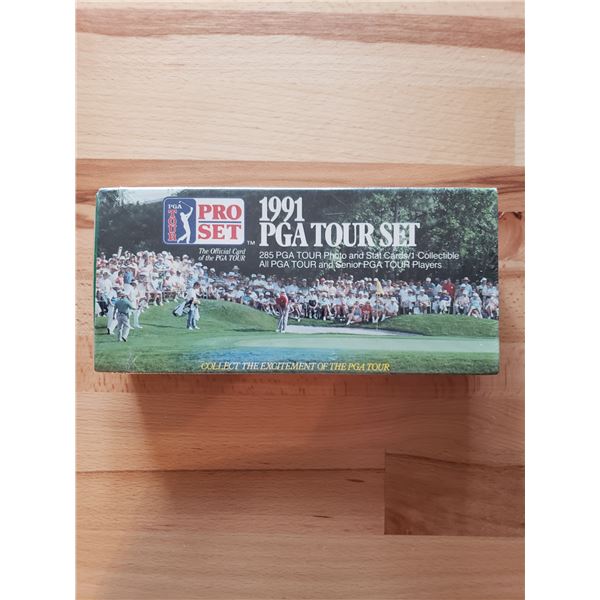 PGA
TOUR
PRO
SET
™
The Official Card
of the PGA TOUR
1991
PGA TOUR SET
285 PGA TOUR Photo and Stat Cards/1 Collectible
All PGA TOUR and Senior PGA TOUR Players
COLLECT THE EXCITEMENT OF THE PGA TOUR